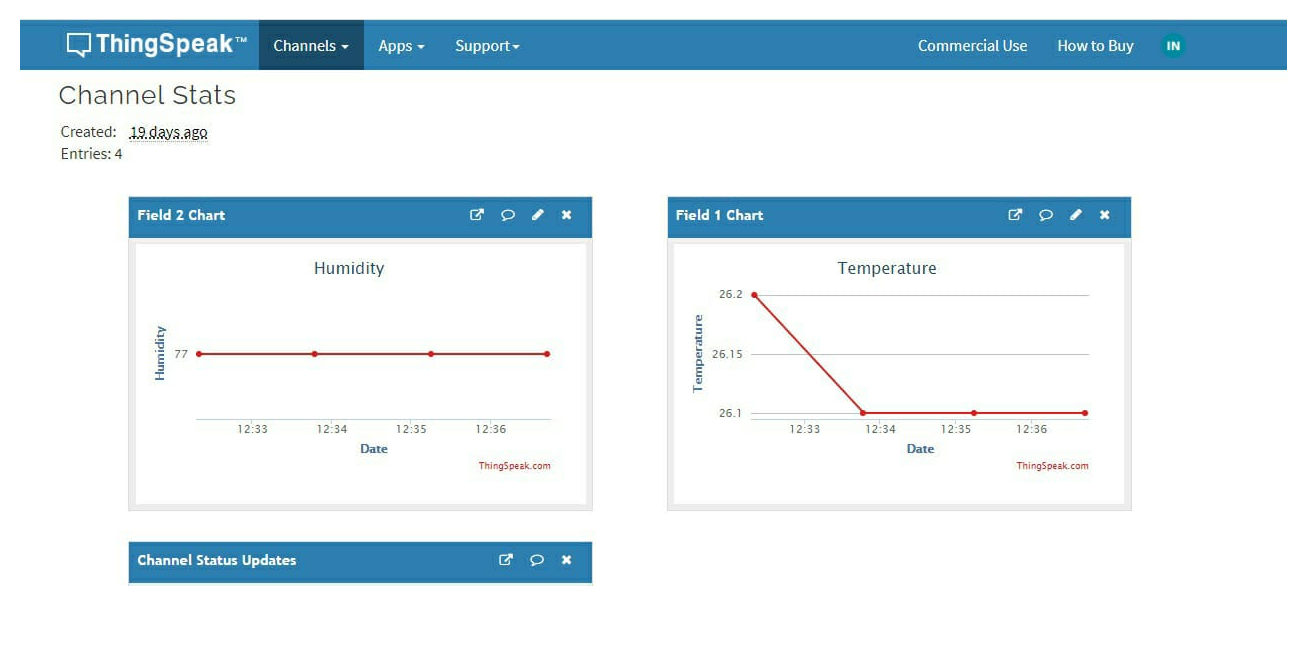 ThingSpeak™ Channels Apps Support Commercial Use How to Buy IN
Channel Stats
Created: 19 days ago
Entries: 4
Field 2 Chart
Humidity
Humidity
77
12:33 12:34 12:35 12:36
Date
ThingSpeak.com
Field 1 Chart
Temperature
Temperature
26.2
26.15
26.1
12:33 12:34 12:35 12:36
Date
ThingSpeak.com
Channel Status Updates